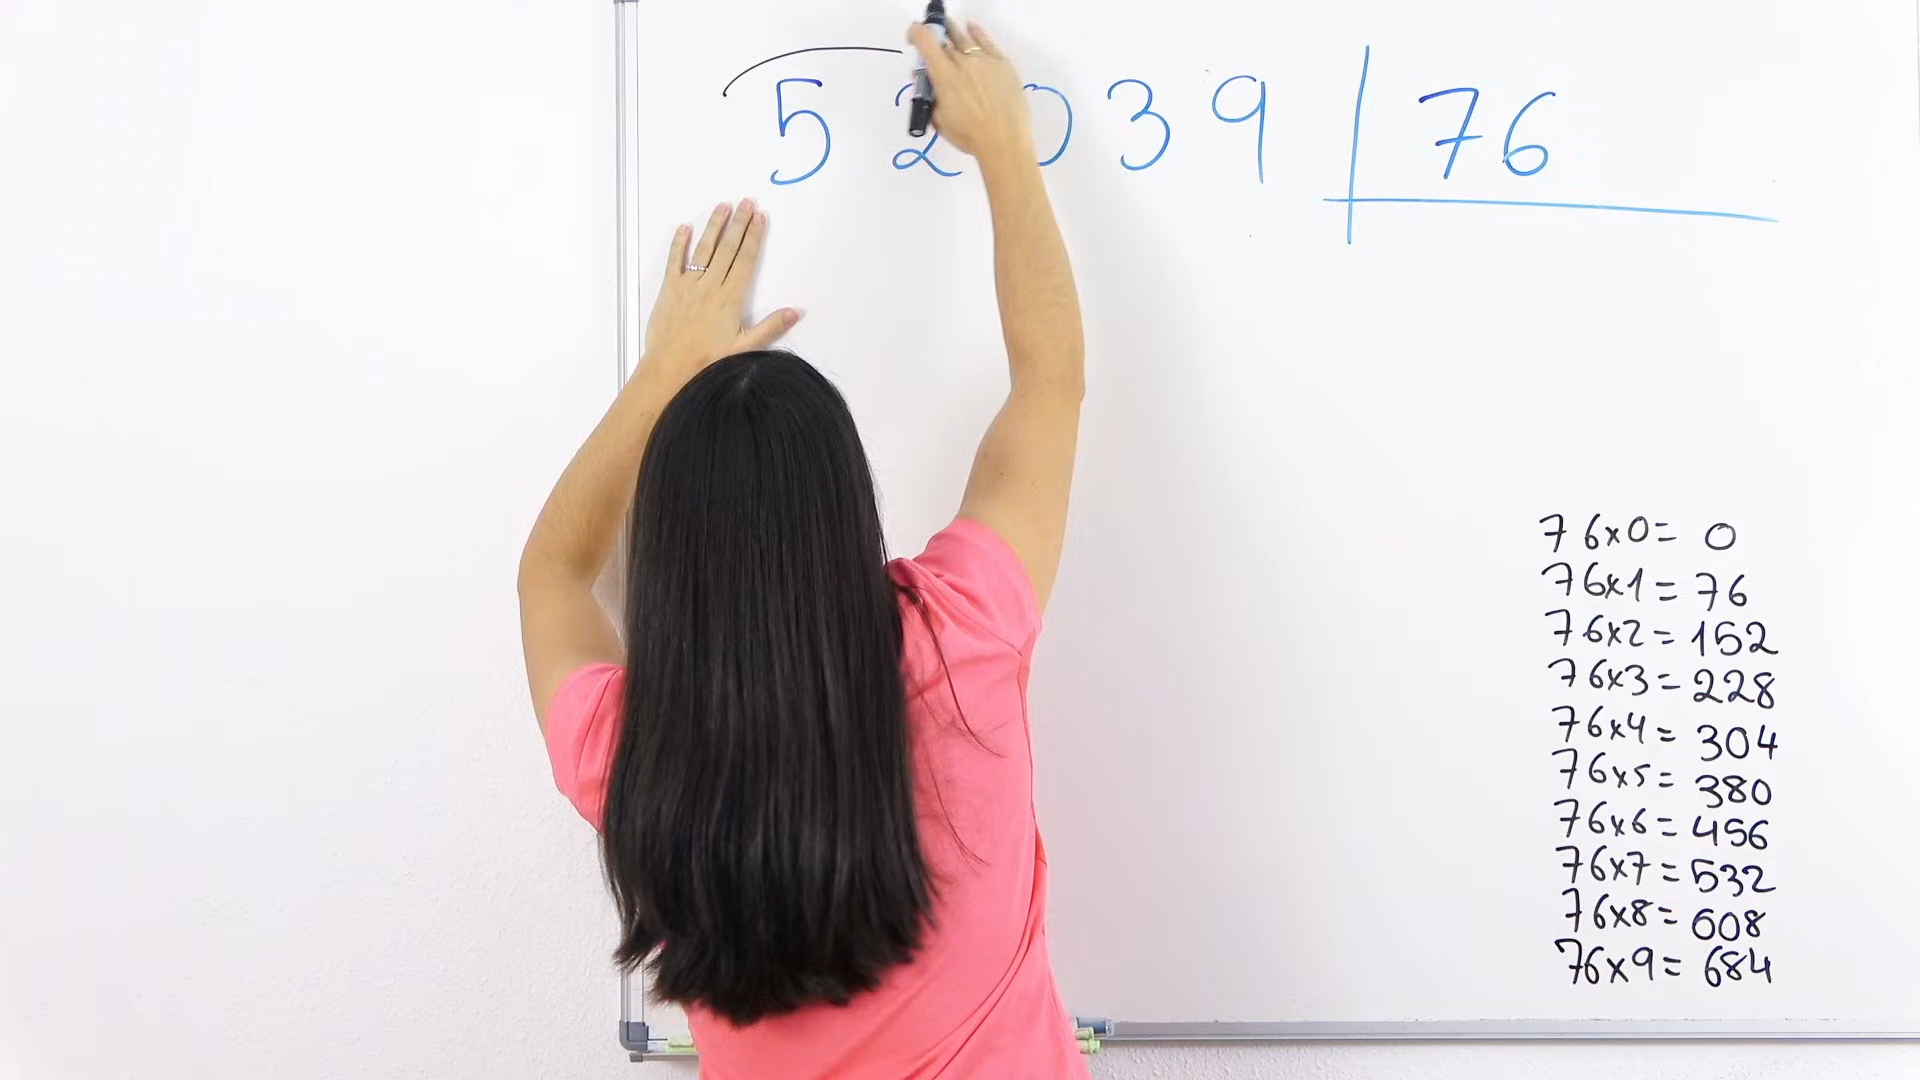 52039 | 76
76x0= 0
76x1= 76
76x2= 152
76x3= 228
76x4= 304
76x5= 380
76x6= 456
76x7= 532
76x8= 608
76x9= 684